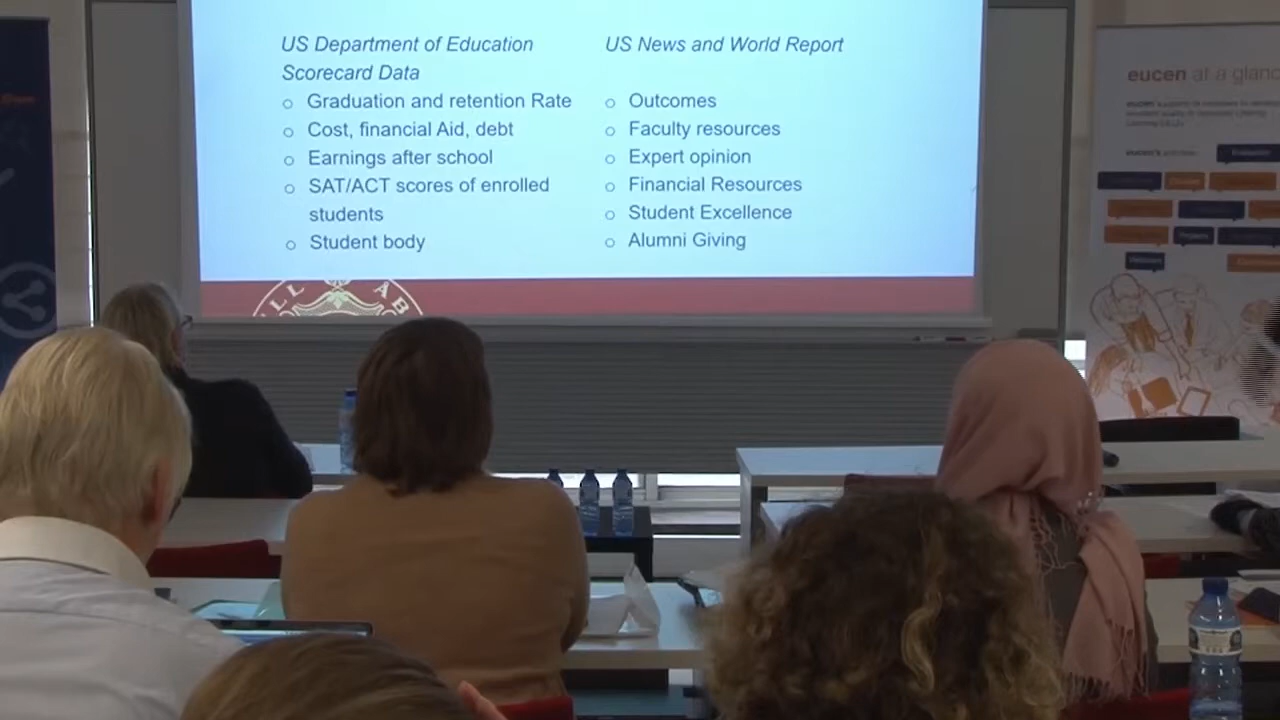 US Department of Education
Scorecard Data
Graduation and retention Rate
Cost, financial Aid, debt
Earnings after school
SAT/ACT scores of enrolled
students
Student body
US News and World Report
Outcomes
Faculty resources
Expert opinion
Financial Resources
Student Excellence
Alumni Giving
LL AB
eucen at a glanc